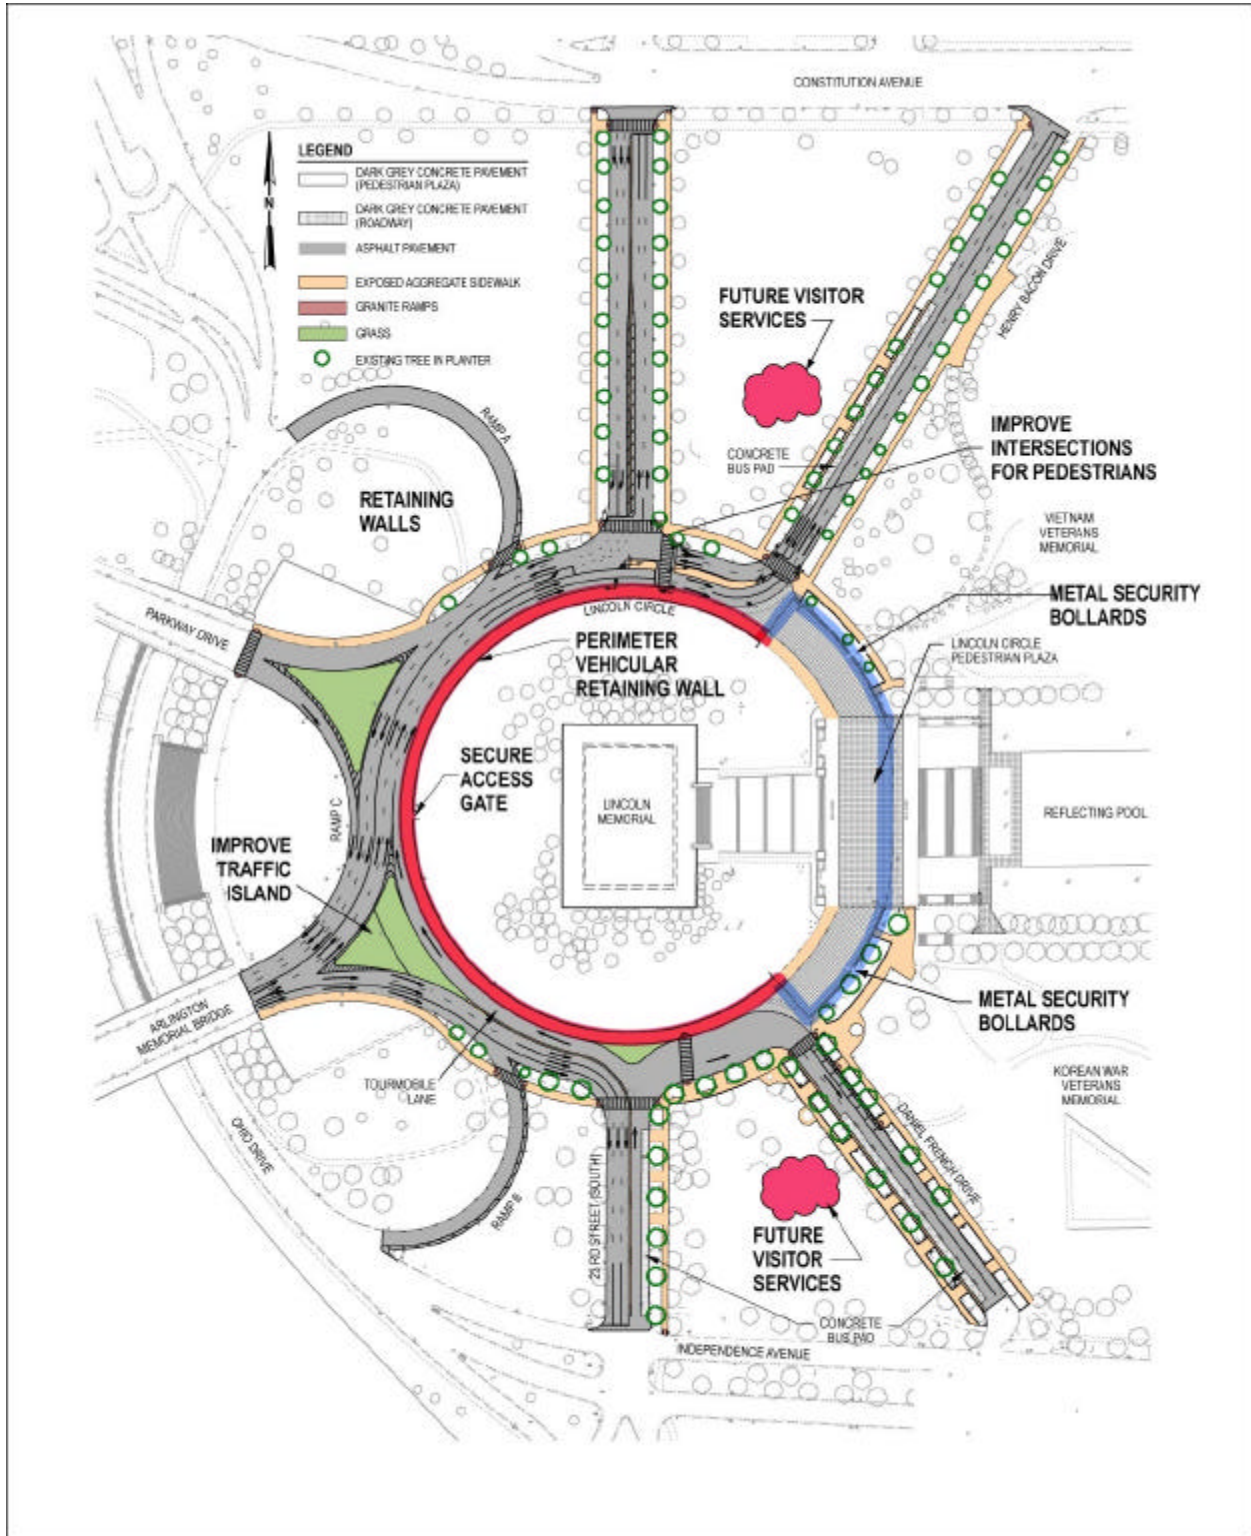 CONSTITUTION AVENUE
LEGEND
DARK GREY CONCRETE PAVEMENT
(PEDESTRIAN PLAZA)
DARK GREY CONCRETE PAVEMENT
(ROADWAY)
ASPHALT PAVEMENT
EXPOSED AGGREGATE SIDEWALK
GRANITE RAMPS
GRASS
EXISTING TREE IN PLANTER
N
HENRY BACON DRIVE
FUTURE VISITOR
SERVICES
RAMP A
IMPROVE
INTERSECTIONS
FOR PEDESTRIANS
CONCRETE
BUS PAD
RETAINING
WALLS
VIETNAM
VETERANS
MEMORIAL
METAL SECURITY
BOLLARDS
LINCOLN CIRCLE
PARKWAY DRIVE
PERIMETER
VEHICULAR
RETAINING WALL
LINCOLN CIRCLE
PEDESTRIAN PLAZA
SECURE
ACCESS
GATE
LINCOLN
MEMORIAL
REFLECTING POOL
RAMP C
IMPROVE
TRAFFIC
ISLAND
METAL SECURITY
BOLLARDS
ARLINGTON
MEMORIAL BRIDGE
TOURMOBILE
LANE
KOREAN WAR
VETERANS
MEMORIAL
OHIO DRIVE
DANIEL FRENCH DRIVE
RAMP B
23 RD STREET (SOUTH)
FUTURE
VISITOR
SERVICES
CONCRETE
BUS PAD
INDEPENDENCE AVENUE